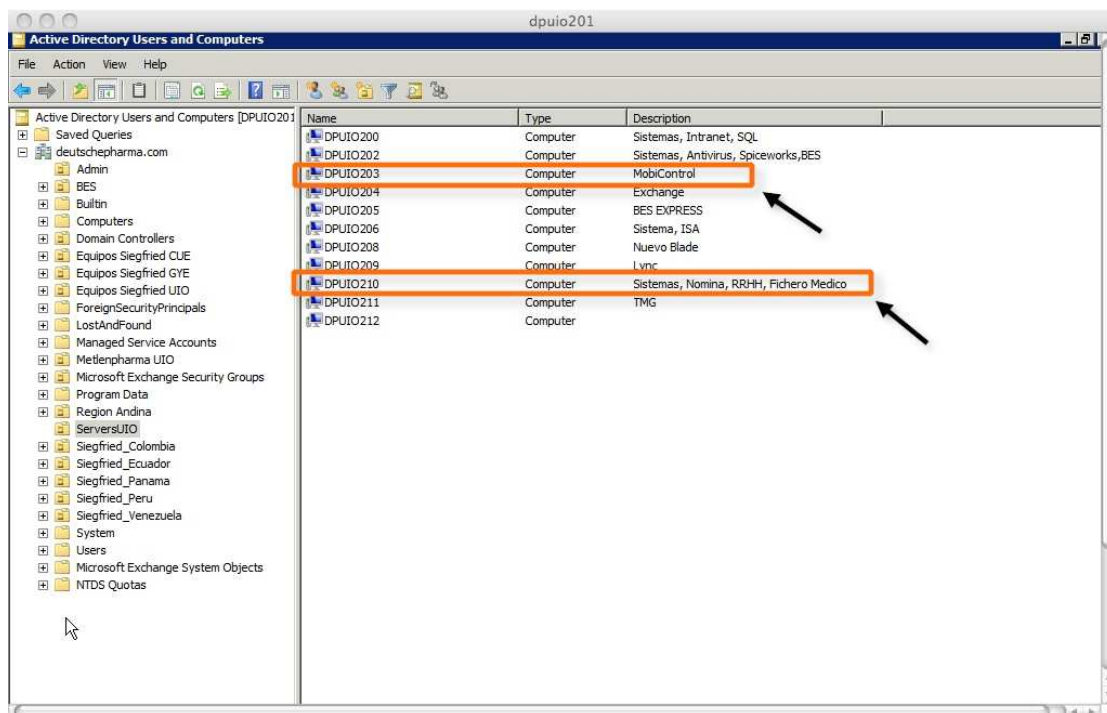 dpuio201
Active Directory Users and Computers
File Action View Help
Active Directory Users and Computers [DPUIO201
Saved Queries
deutschepharma.com
Admin
BES
Builtin
Computers
Domain Controllers
Equipos Siegfried CUE
Equipos Siegfried GYE
Equipos Siegfried UIO
ForeignSecurityPrincipals
LostAndFound
Managed Service Accounts
Metlenpharma UIO
Microsoft Exchange Security Groups
Program Data
Region Andina
ServersUIO
Siegfried_Colombia
Siegfried_Ecuador
Siegfried_Panama
Siegfried_Peru
Siegfried_Venezuela
System
Users
Microsoft Exchange System Objects
NTDS Quotas
Name Type Description
DPUIO200 Computer Sistemas, Intranet, SQL
DPUIO202 Computer Sistemas, Antivirus, Spiceworks,BES
DPUIO203 Computer MobiControl
DPUIO204 Computer Exchange
DPUIO205 Computer BES EXPRESS
DPUIO206 Computer Sistema, ISA
DPUIO208 Computer Nuevo Blade
DPUIO209 Computer Lync
DPUIO210 Computer Sistemas, Nomina, RRHH, Fichero Medico
DPUIO211 Computer TMG
DPUIO212 Computer